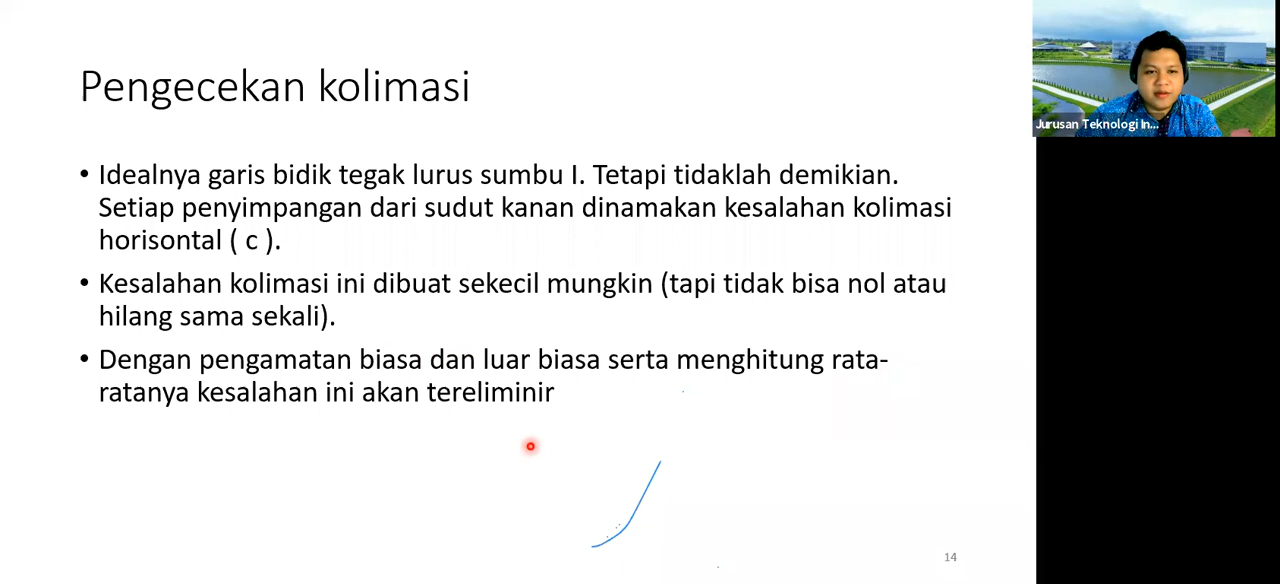 Pengecekan kolimasi
• Idealnya garis bidik tegak lurus sumbu I. Tetapi tidaklah demikian.
Setiap penyimpangan dari sudut kanan dinamakan kesalahan kolimasi
horisontal ( c ).
• Kesalahan kolimasi ini dibuat sekecil mungkin (tapi tidak bisa nol atau
hilang sama sekali).
• Dengan pengamatan biasa dan luar biasa serta menghitung rata-
ratanya kesalahan ini akan tereliminir
14
Jurusan Teknologi In...